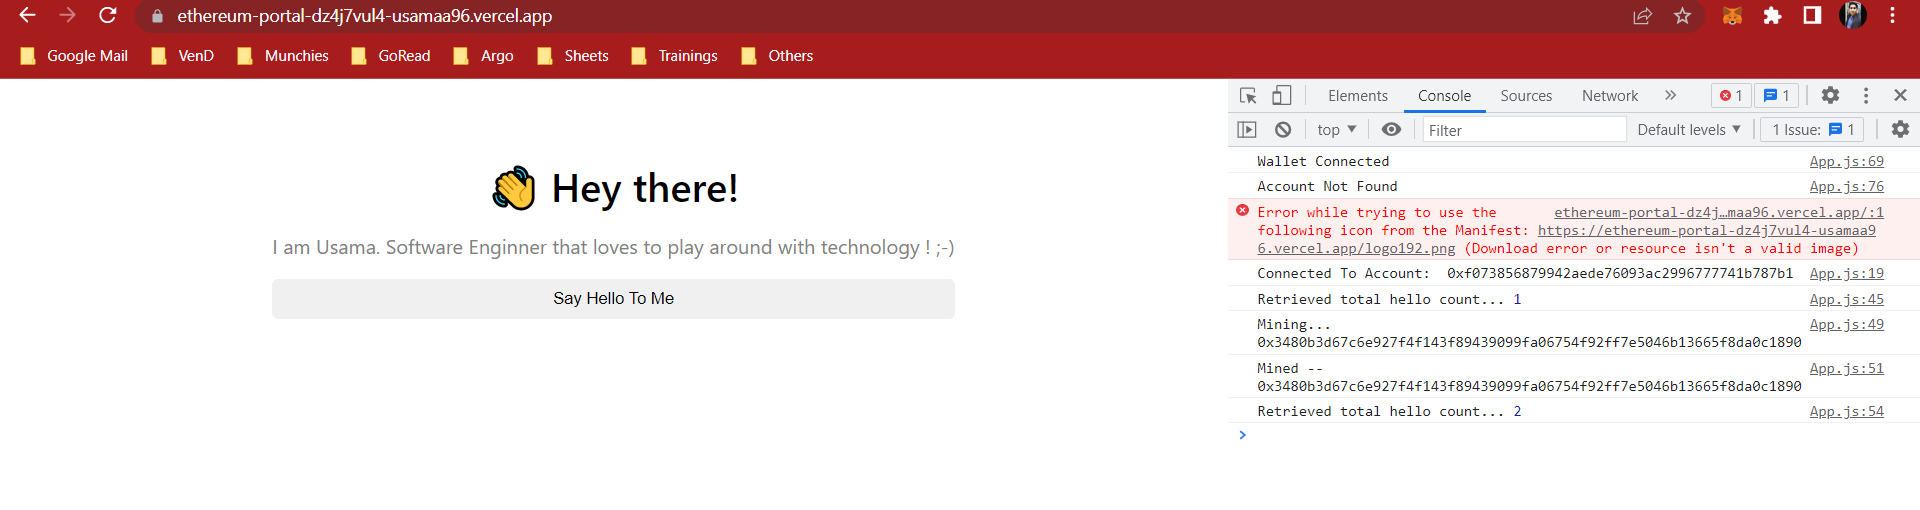 ethereum-portal-dz4j7vul4-usamaa96.vercel.app
Google Mail VenD Munchies GoRead Argo Sheets Trainings Others
Elements Console Sources Network 1 1
top Filter Default levels 1 Issue: 1
Wallet Connected App.js:69
Account Not Found App.js:76
Error while trying to use the ethereum-portal-dz4j…maa96.vercel.app/:1
following icon from the Manifest: https://ethereum-portal-dz4j7vul4-usamaa9
6.vercel.app/logo192.png (Download error or resource isn't a valid image)
Connected To Account: 0xf073856879942aede76093ac2996777741b787b1 App.js:19
Retrieved total hello count... 1 App.js:45
Mining... App.js:49
0x3480b3d67c6e927f4f143f89439099fa06754f92ff7e5046b13665f8da0c1890
Mined -- App.js:51
0x3480b3d67c6e927f4f143f89439099fa06754f92ff7e5046b13665f8da0c1890
Retrieved total hello count... 2 App.js:54
👋 Hey there!
I am Usama. Software Enginner that loves to play around with technology ! ;-)
Say Hello To Me